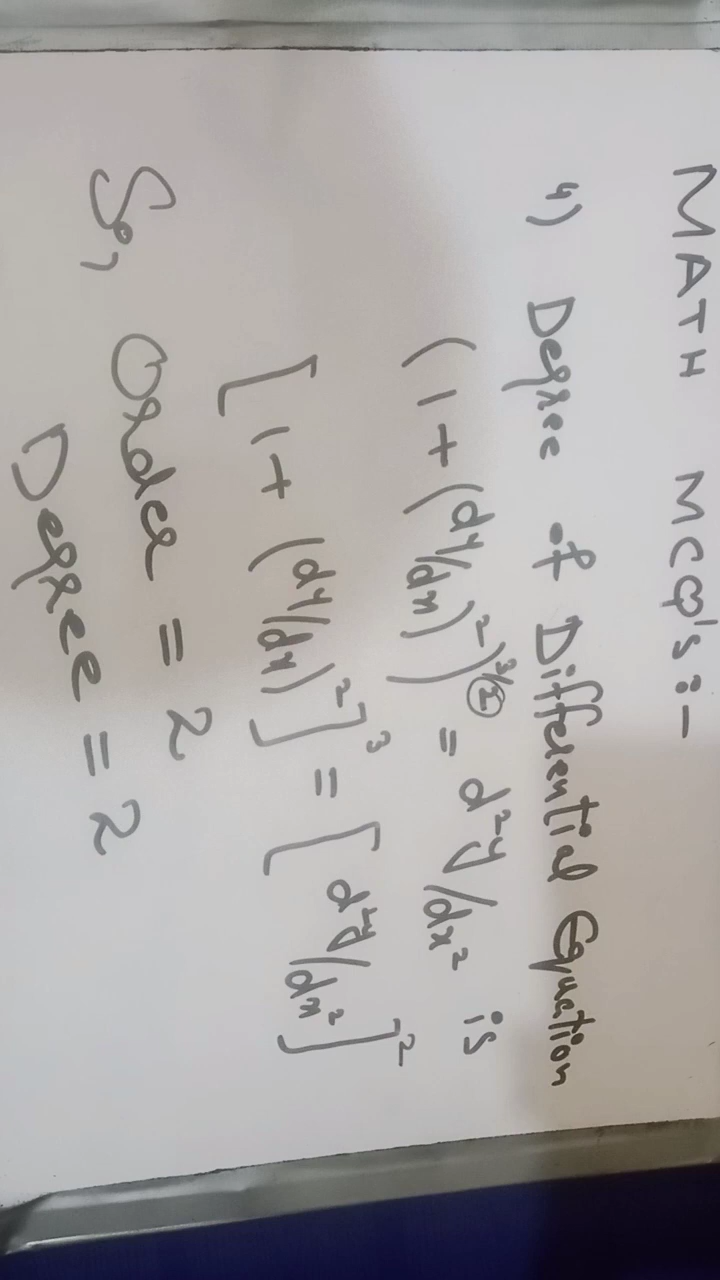 MATH MCQ's :-
4) Degree of Differential Equation
(1 + (dy/dx)²)^3/2 = d²y/dx² is
[1 + (dy/dx)²]³ = [d²y/dx²]²
So, Order = 2
Degree = 2